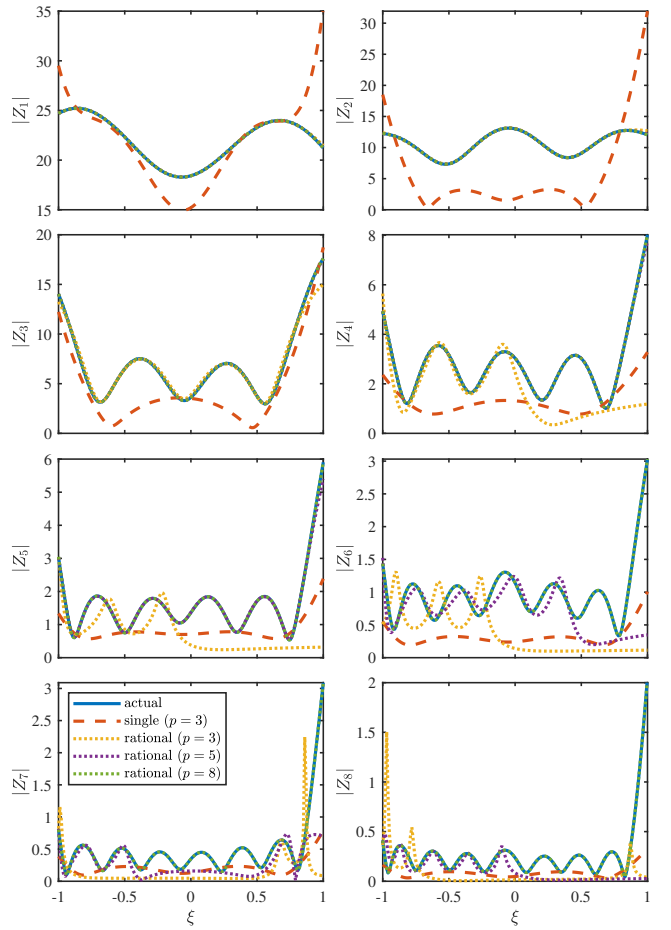 35
30
25
20
15
|Z1|
30
25
20
15
10
5
0
|Z2|
20
15
10
5
0
|Z3|
8
6
4
2
0
|Z4|
6
5
4
3
2
1
0
|Z5|
3
2.5
2
1.5
1
0.5
0
|Z6|
3
2.5
2
1.5
1
0.5
0
|Z7|
actual
single (p = 3)
rational (p = 3)
rational (p = 5)
rational (p = 8)
-1 -0.5 0 0.5 1
ξ
2
1.5
1
0.5
0
|Z8|
-1 -0.5 0 0.5 1
ξ